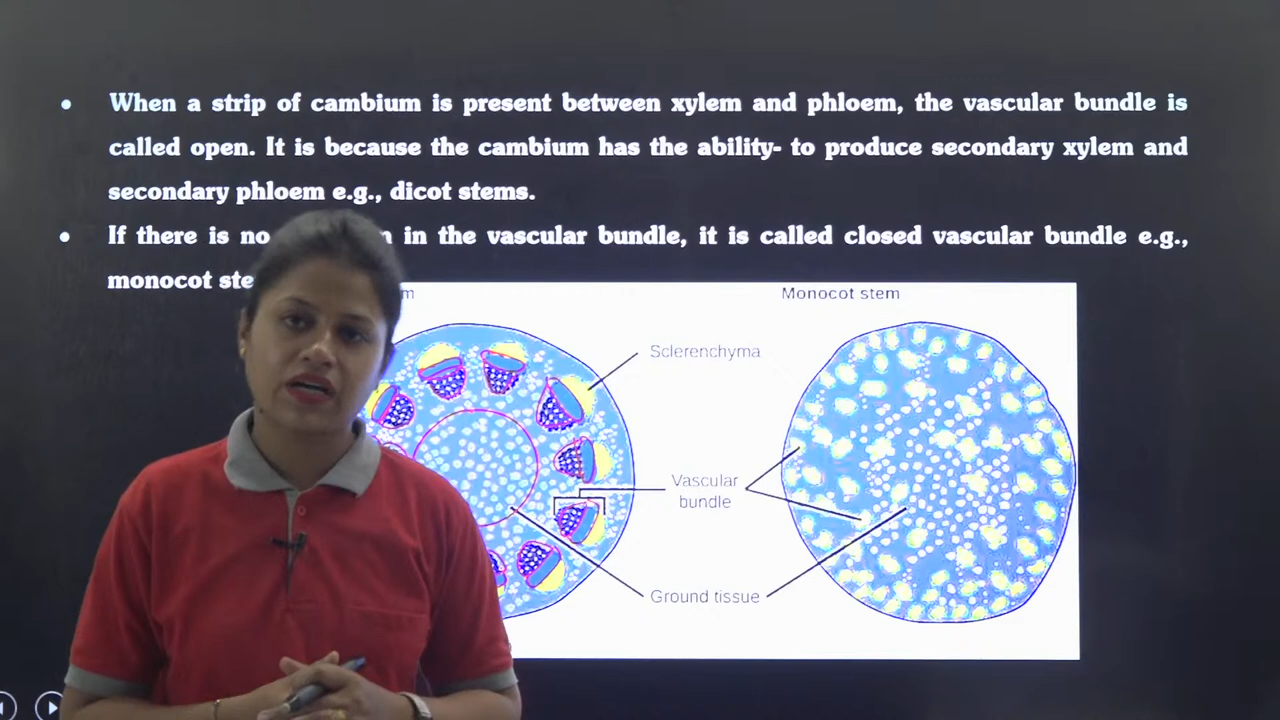 When a strip of cambium is present between xylem and phloem, the vascular bundle is
called open. It is because the cambium has the ability- to produce secondary xylem and
secondary phloem e.g., dicot stems.
If there is no in the vascular bundle, it is called closed vascular bundle e.g.,
monocot
Monocot stem
Sclerenchyma
Vascular
bundle
Ground tissue